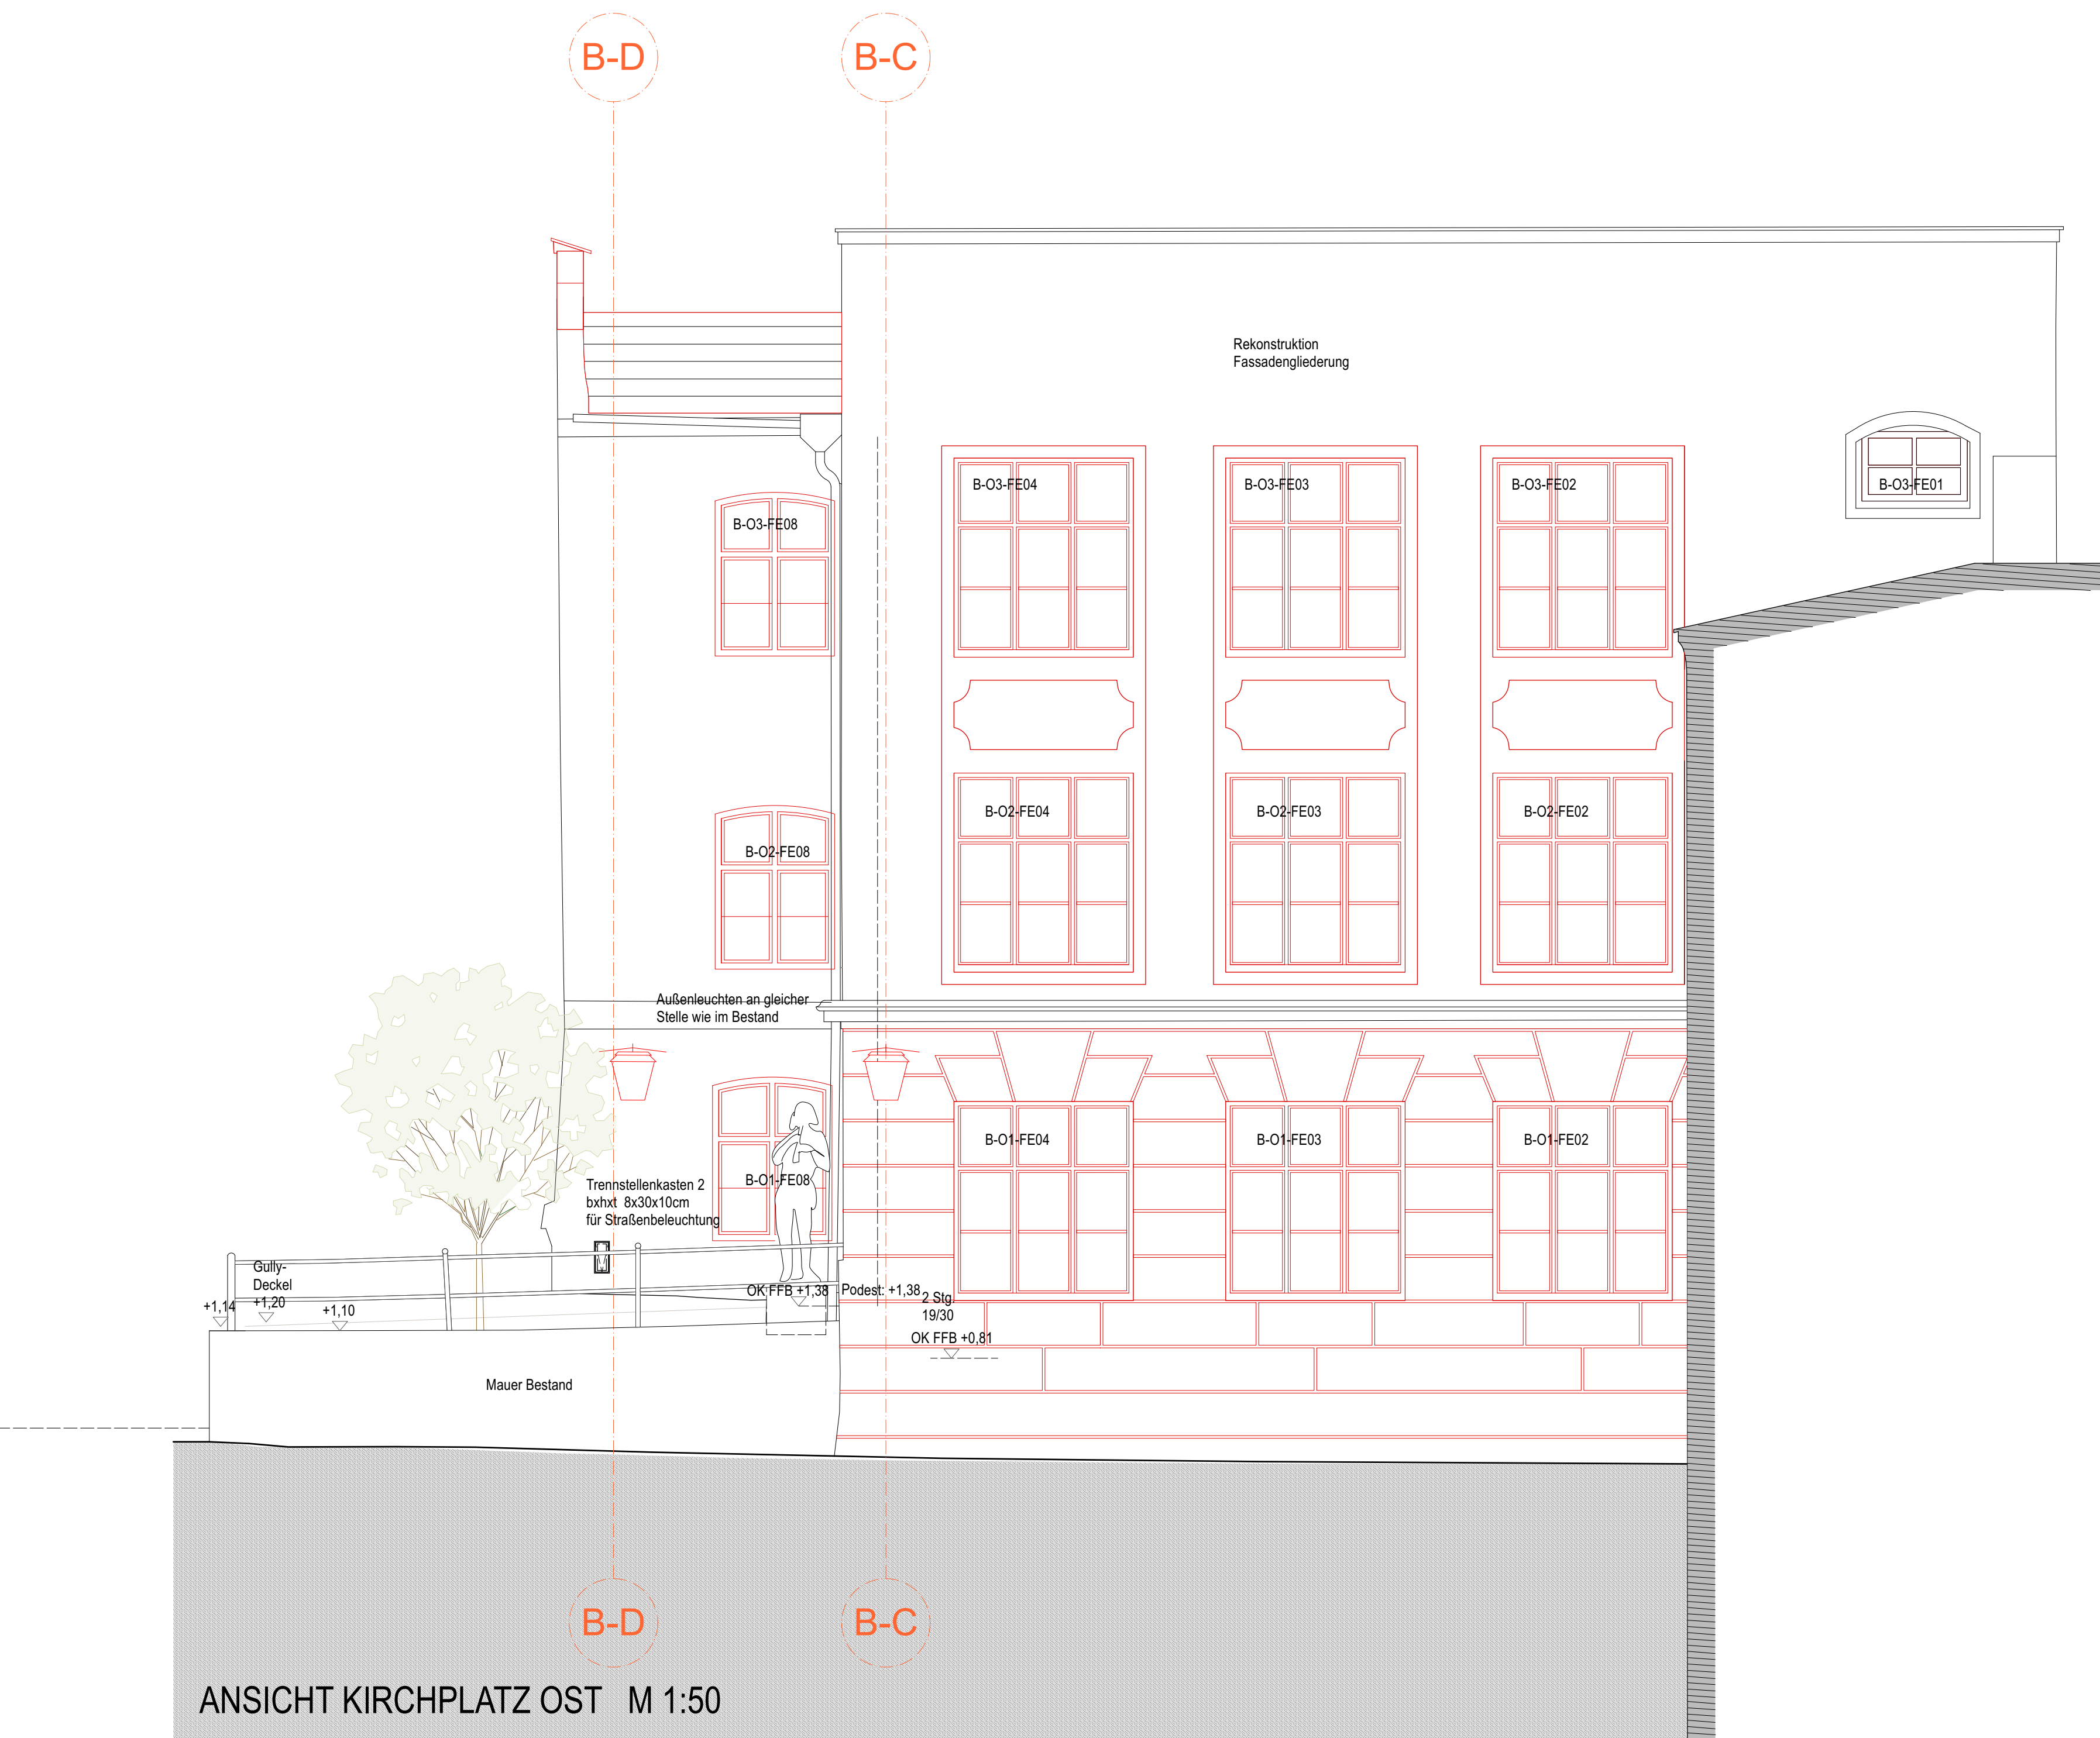 B-D
B-C
Rekonstruktion
Fassadengliederung
B-O3-FE04
B-O3-FE03
B-O3-FE02
B-O3-FE01
B-O3-FE08
B-O2-FE04
B-O2-FE03
B-O2-FE02
B-O2-FE08
Außenleuchten an gleicher
Stelle wie im Bestand
B-O1-FE04
B-O1-FE03
B-O1-FE02
B-O1-FE08
Trennstellenkasten 2
bxhxt 8x30x10cm
für Straßenbeleuchtung
Gully-
Deckel
+1,20
+1,14
+1,10
OK FFB +1,38
Podest: +1,38
2 Stg.
19/30
OK FFB +0,81
Mauer Bestand
B-D
B-C
ANSICHT KIRCHPLATZ OST M 1:50